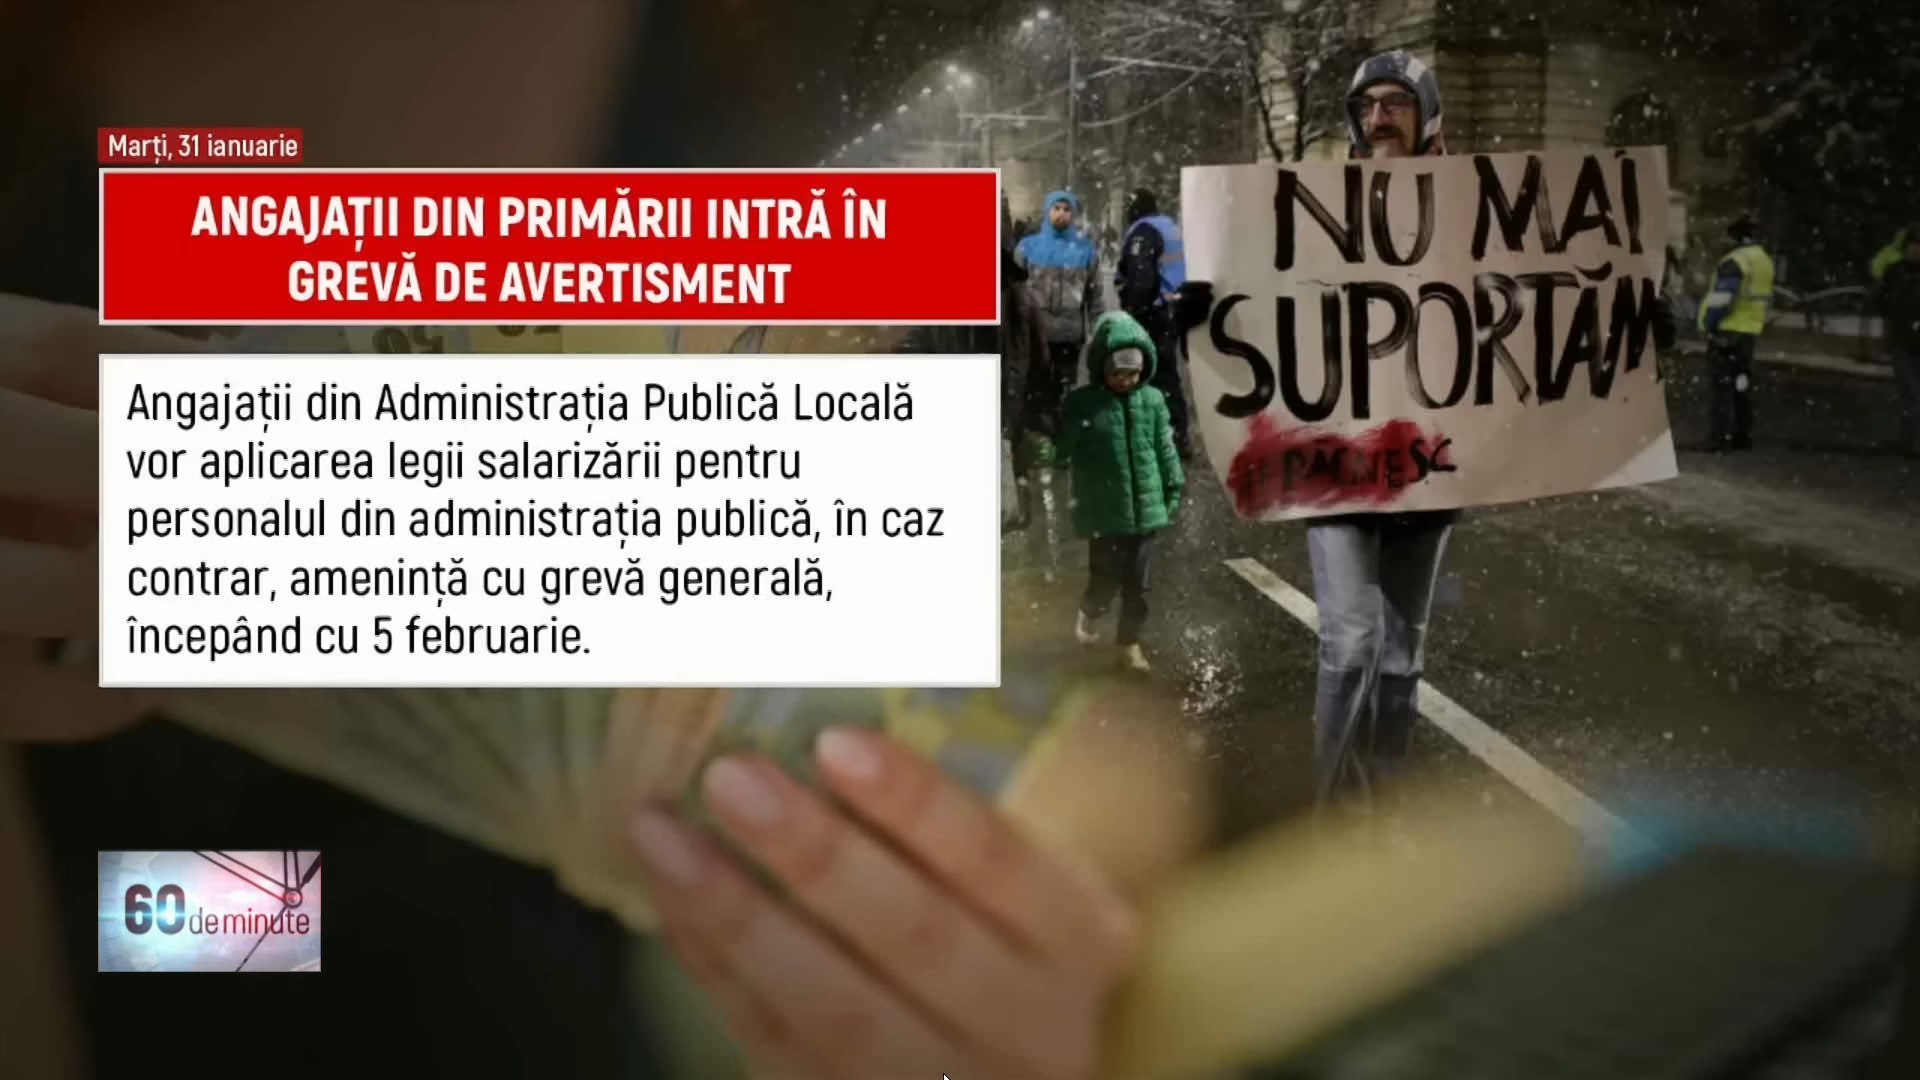 Marți, 31 ianuarie
ANGAJAȚII DIN PRIMĂRII INTRĂ ÎN
GREVĂ DE AVERTISMENT
Angajații din Administrația Publică Locală
vor aplicarea legii salarizării pentru
personalul din administrația publică, în caz
contrar, amenință cu grevă generală,
începând cu 5 februarie.
NU MAI
SUPORTĂM
60 de minute